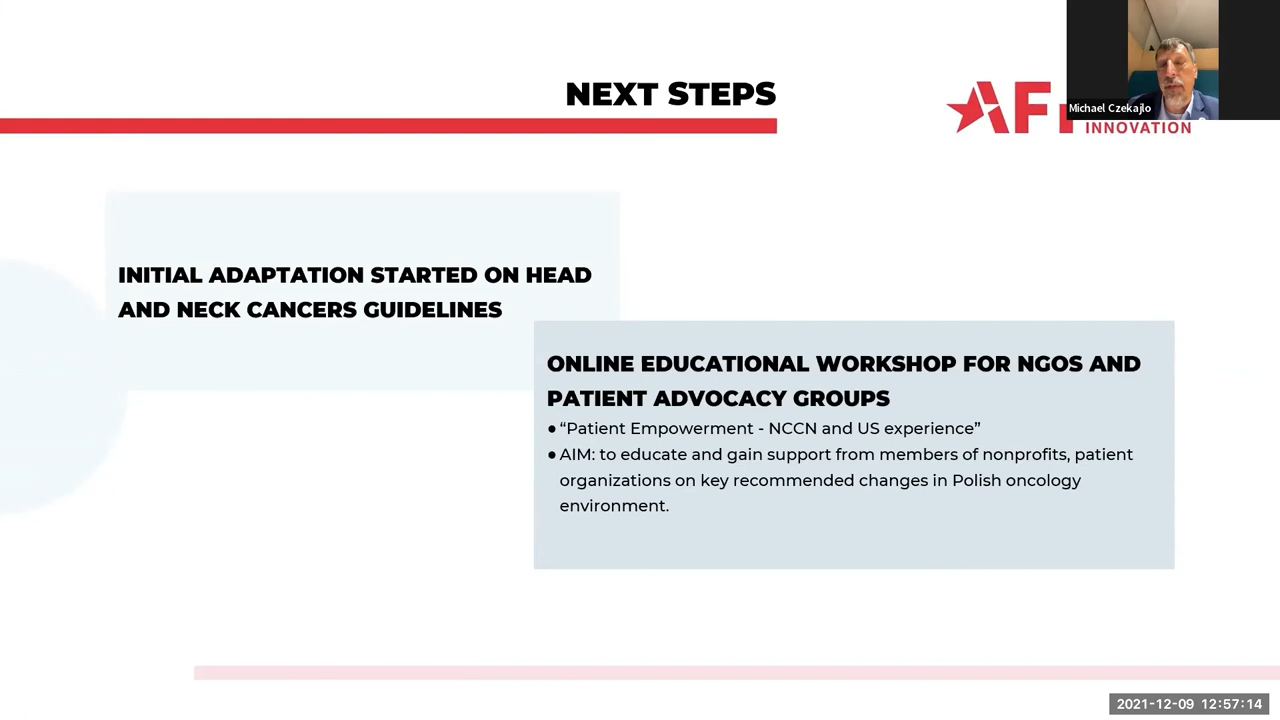 NEXT STEPS
Michael Czekajlo
INNOVATION
INITIAL ADAPTATION STARTED ON HEAD
AND NECK CANCERS GUIDELINES
ONLINE EDUCATIONAL WORKSHOP FOR NGOS AND
PATIENT ADVOCACY GROUPS
● “Patient Empowerment - NCCN and US experience”
● AIM: to educate and gain support from members of nonprofits, patient
organizations on key recommended changes in Polish oncology
environment.
2021-12-09 12:57:14